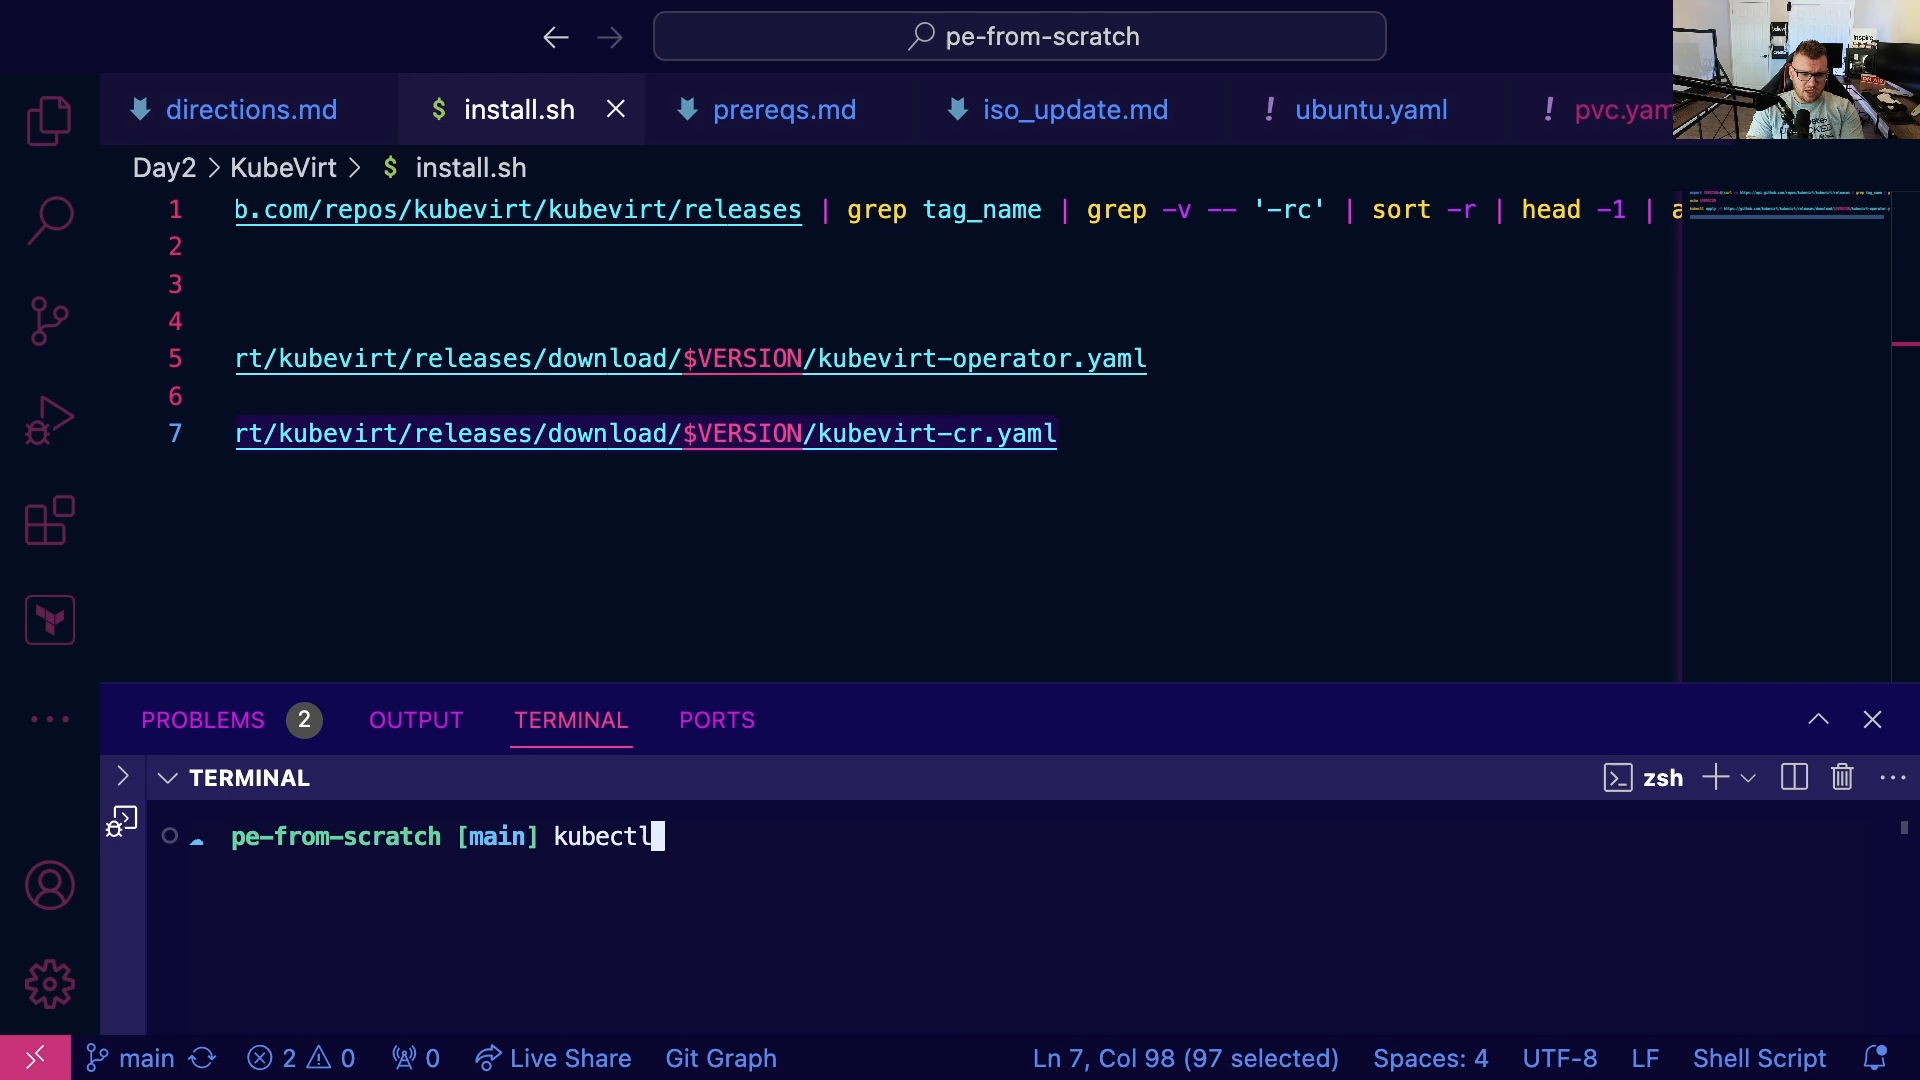 pe-from-scratch
directions.md
$ install.sh
prereqs.md
iso_update.md
! ubuntu.yaml
! pvc.yam
Day2 > KubeVirt > $ install.sh
1 b.com/repos/kubevirt/kubevirt/releases | grep tag_name | grep -v -- '-rc' | sort -r | head -1 | a
2
3
4
5 rt/kubevirt/releases/download/$VERSION/kubevirt-operator.yaml
6
7 rt/kubevirt/releases/download/$VERSION/kubevirt-cr.yaml
PROBLEMS 2 OUTPUT TERMINAL PORTS
TERMINAL
zsh
pe-from-scratch [main] kubectl
main 2 0 0 Live Share Git Graph Ln 7, Col 98 (97 selected) Spaces: 4 UTF-8 LF Shell Script